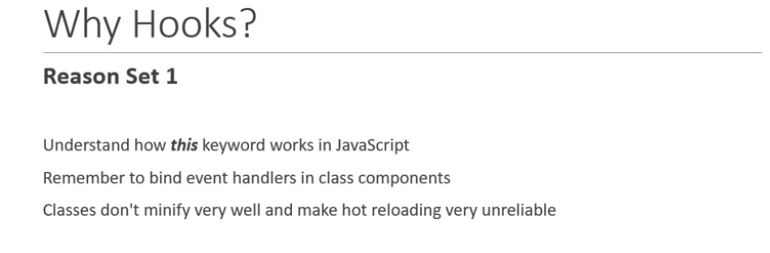 Why Hooks?
Reason Set 1
Understand how this keyword works in JavaScript
Remember to bind event handlers in class components
Classes don't minify very well and make hot reloading very unreliable